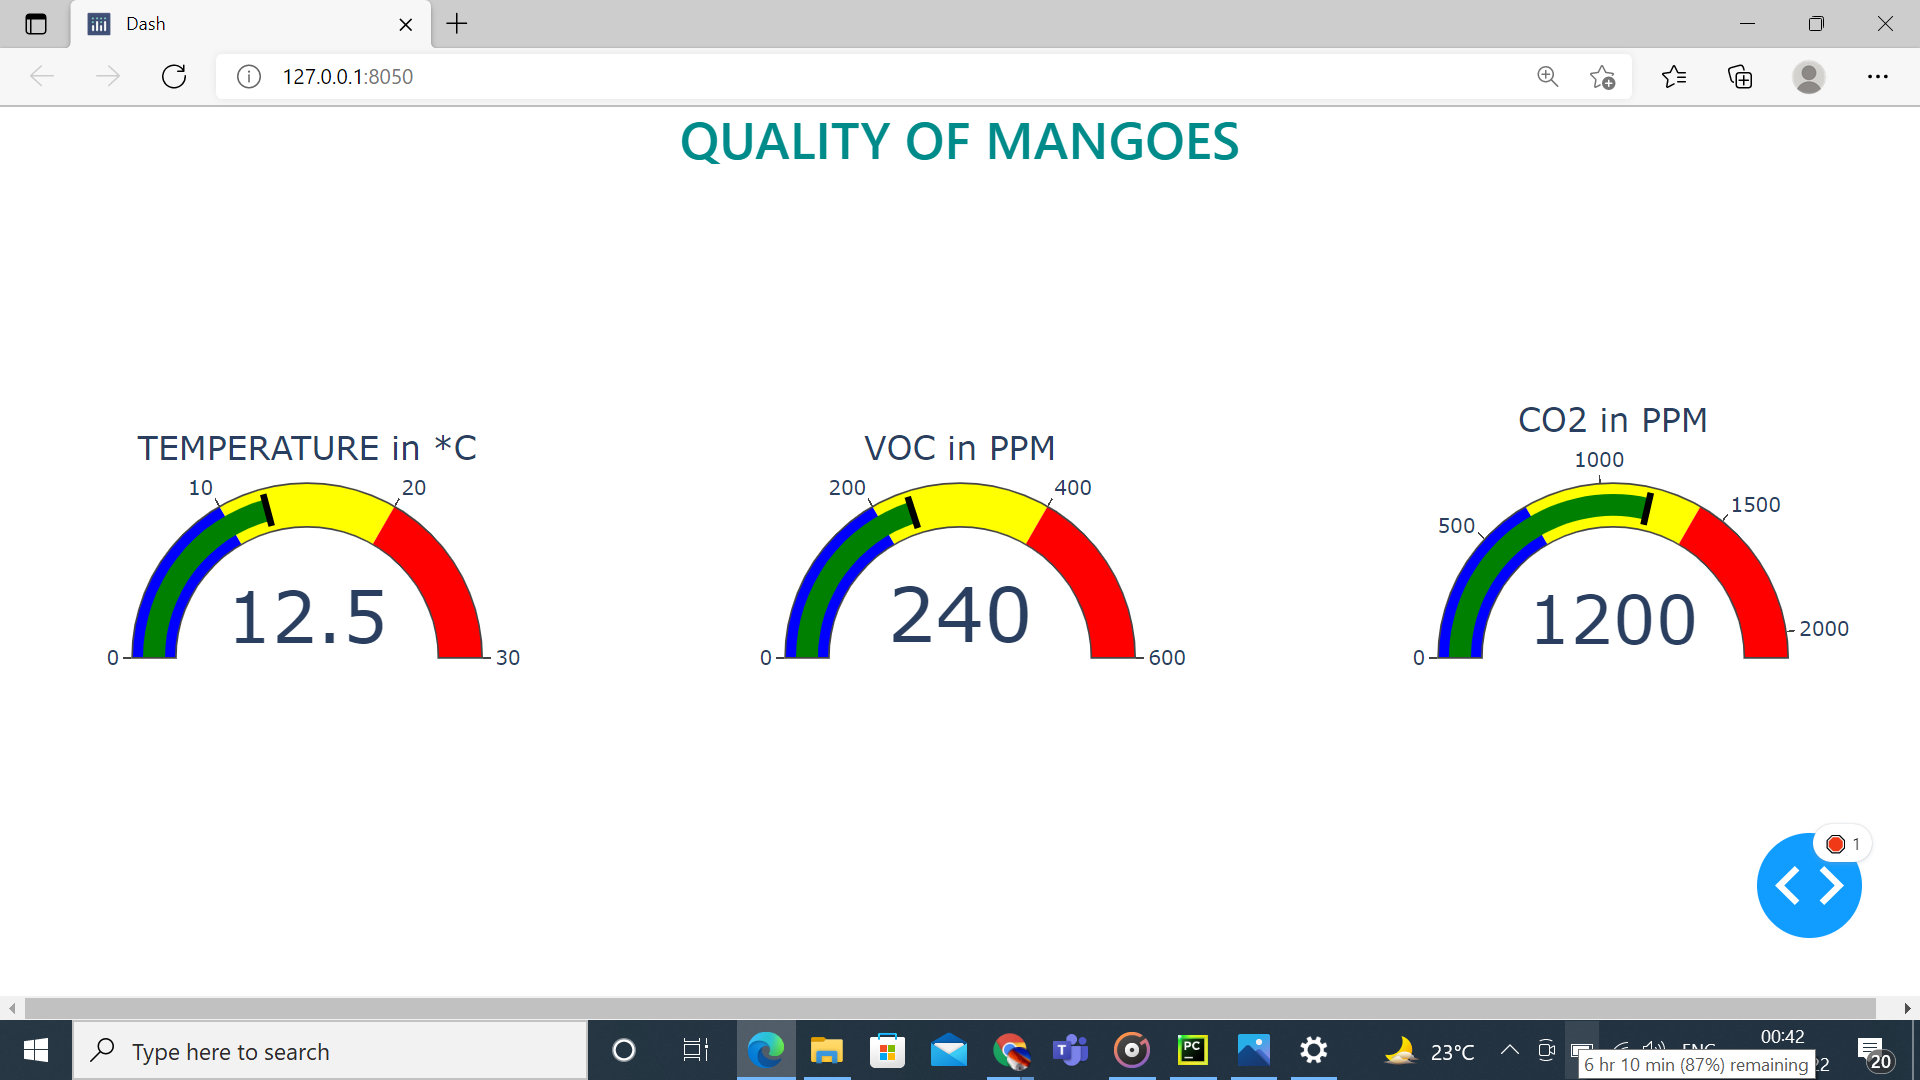 Dash
127.0.0.1:8050
QUALITY OF MANGOES
TEMPERATURE in *C
0
10
20
30
12.5
VOC in PPM
0
200
400
600
240
CO2 in PPM
0
500
1000
1500
2000
1200
1
Type here to search
PC
T
23°C
00:42
6 hr 10 min (87%) remaining
20